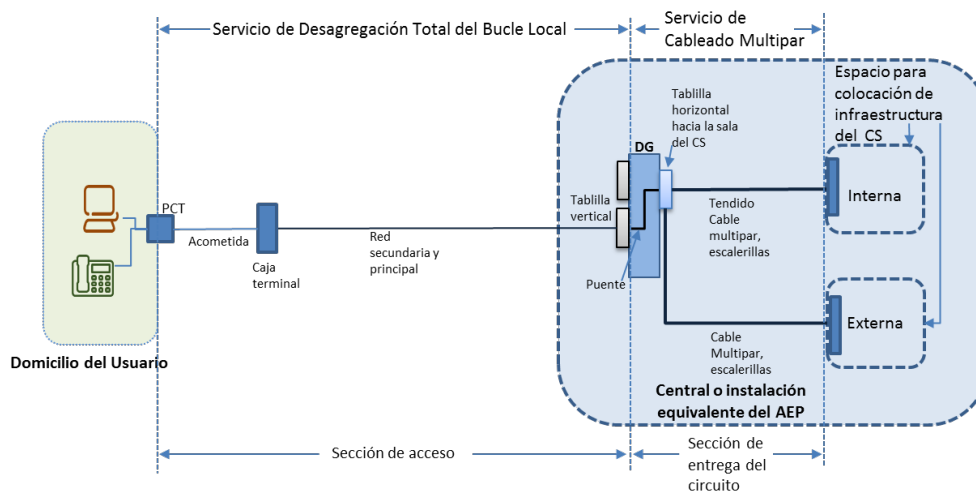 Servicio de Desagregación Total del Bucle Local
Servicio de
Cableado Multipar
Espacio para
colocación de
infraestructura
del CS
Tablilla
horizontal
hacia la sala
del CS
DG
PCT
Acometida
Caja
terminal
Red
secundaria y
principal
Tablilla
vertical
Puente
Tendido
Cable
multipar,
escalerillas
Interna
Externa
Cable
Multipar,
escalerillas
Domicilio del Usuario
Central o instalación
equivalente del AEP
Sección de acceso
Sección de
entrega del
circuito